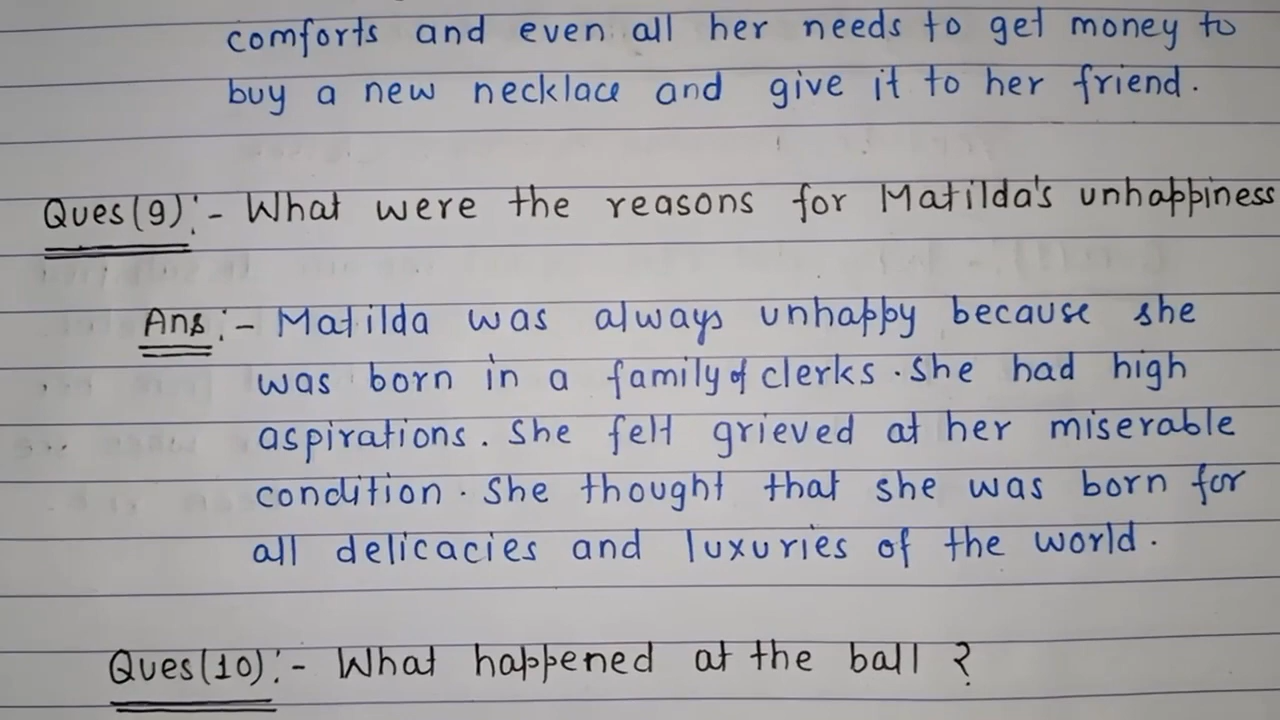 comforts and even all her needs to get money to
buy a new necklace and give it to her friend.
Ques(9):- What were the reasons for Matilda's unhappiness
Ans:- Matilda was always unhappy because she
was born in a family of clerks. She had high
aspirations. She felt grieved at her miserable
condition. She thought that she was born for
all delicacies and luxuries of the world.
Ques(10):- What happened at the ball ?